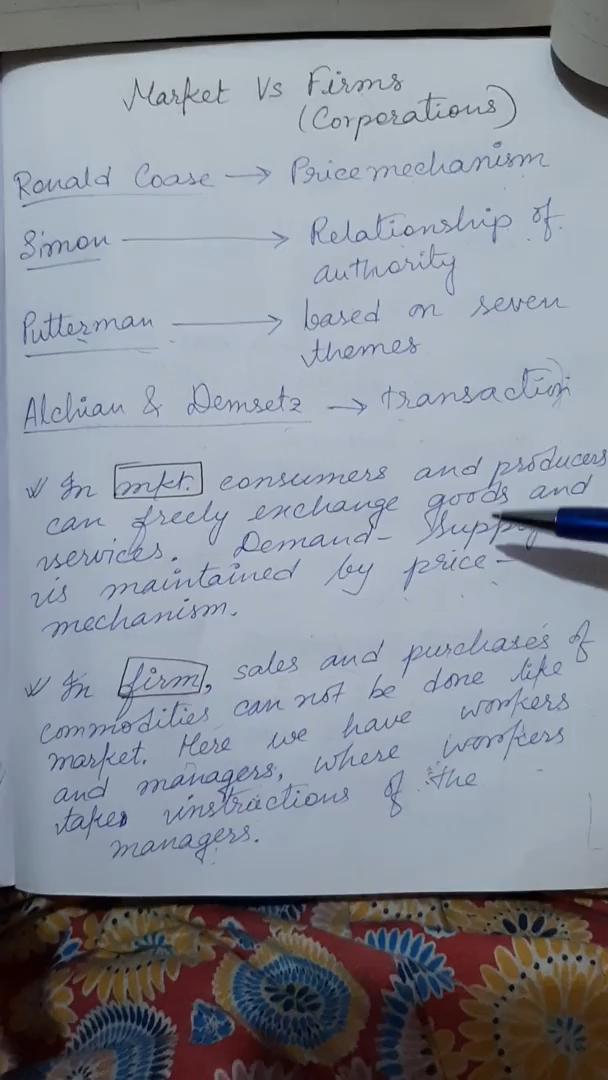 Market Vs Firms
(Corporations)
Ronald Coase → Price mechanism
Simon → Relationship of
authority
Putterman → based on seven
themes
Alchian & Demsetz → transaction
In mkt. consumers and producers
can freely exchange goods and
services. Demand-
is maintained by price-
mechanism.
In firm, sales and purchases of
commodities can not be done like
market. Here we have workers
and managers, where workers
takes instructions of the
managers.